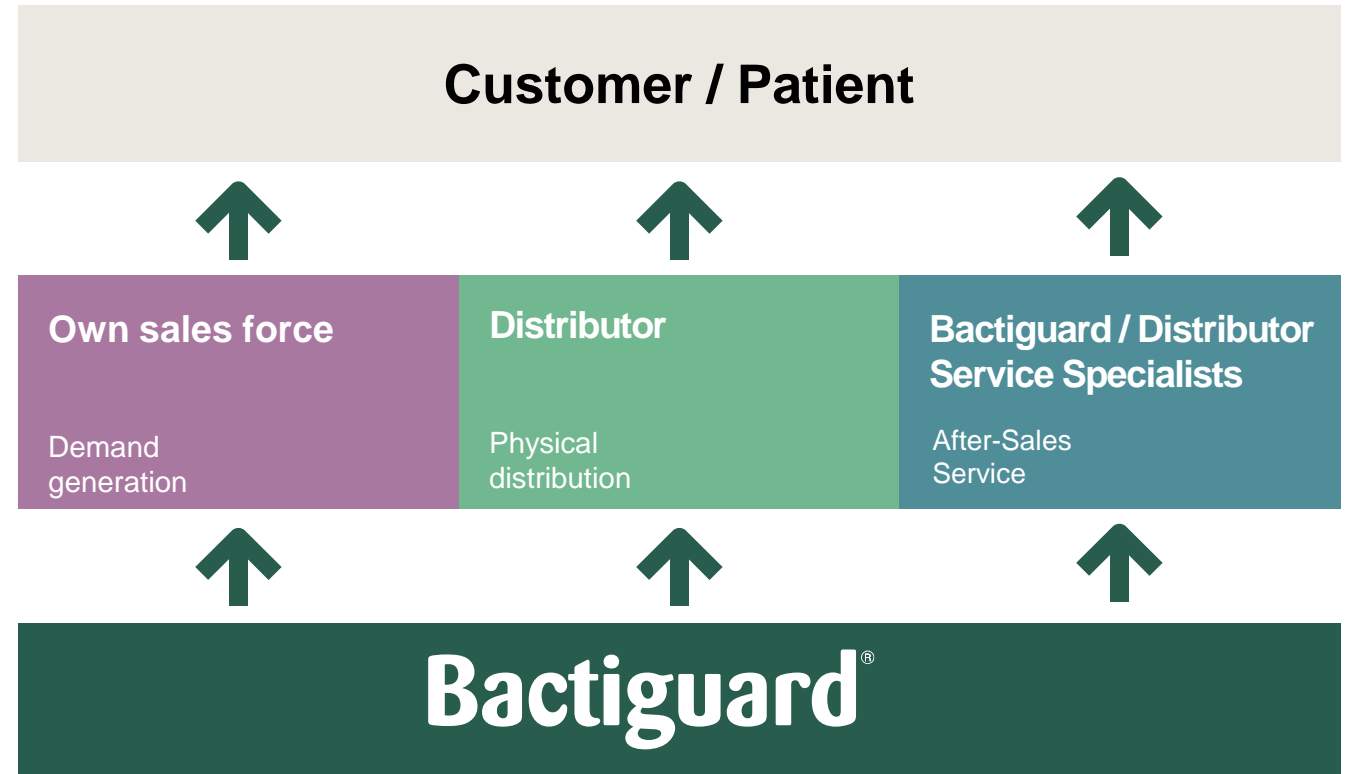 Customer / Patient
Own sales force
Demand
generation
Distributor
Physical
distribution
Bactiguard / Distributor
Service Specialists
After-Sales
Service
Bactiguard®